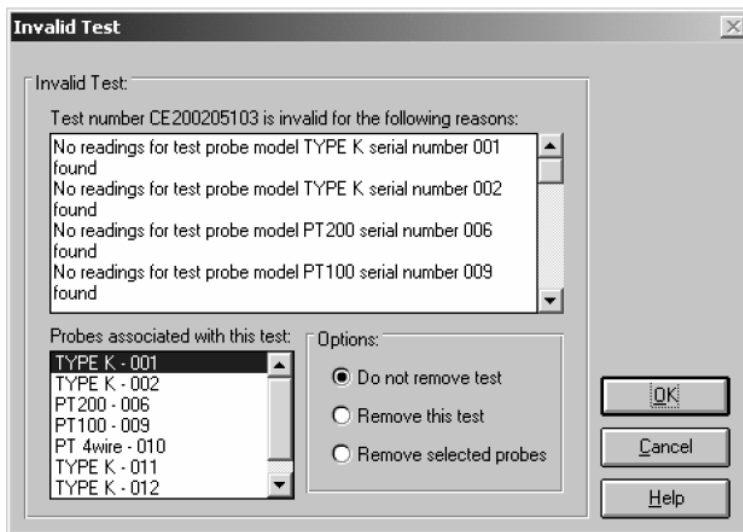 Invalid Test
Invalid Test:
Test number CE200205103 is invalid for the following reasons:
No readings for test probe model TYPE K serial number 001
found
No readings for test probe model TYPE K serial number 002
found
No readings for test probe model PT200 serial number 006
found
No readings for test probe model PT100 serial number 009
found
Probes associated with this test:
TYPE K - 001
TYPE K - 002
PT200 - 006
PT100 - 009
PT 4wire - 010
TYPE K - 011
TYPE K - 012
Options:
Do not remove test
Remove this test
Remove selected probes
OK
Cancel
Help